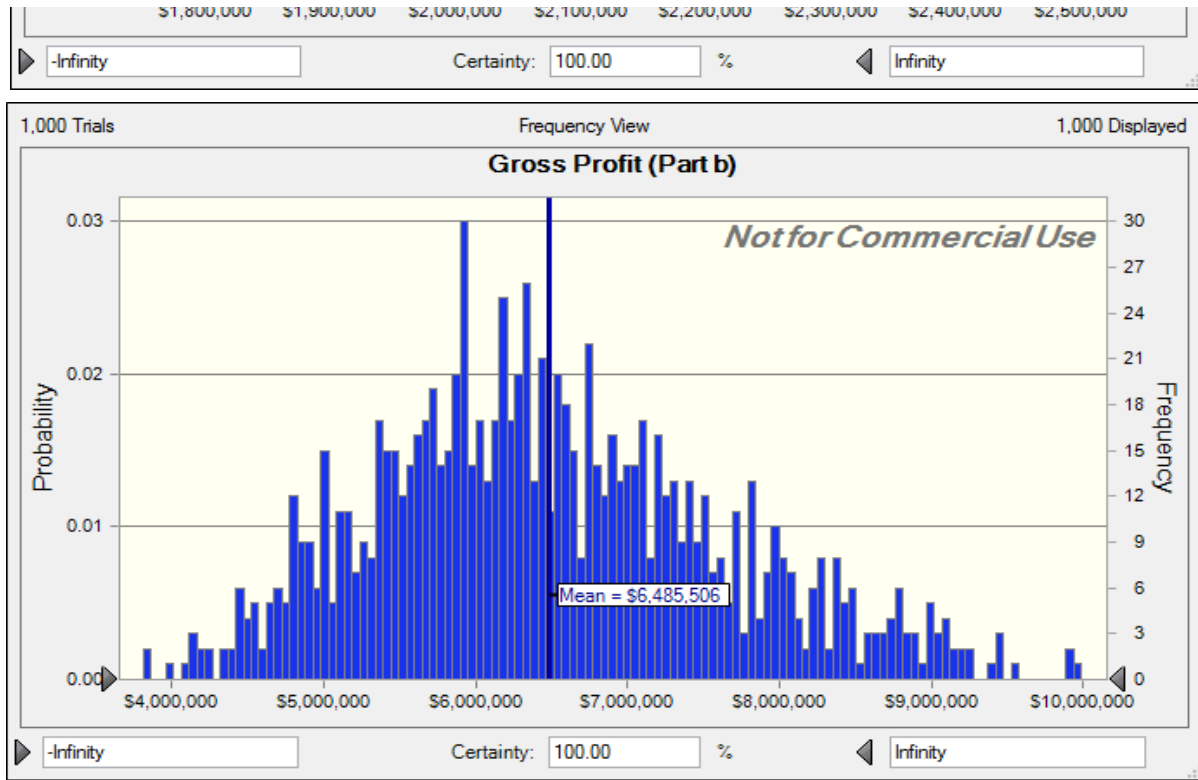 $1,800,000 $1,900,000 $2,000,000 $2,100,000 $2,200,000 $2,300,000 $2,400,000 $2,500,000
-Infinity Certainty: 100.00 % Infinity
1,000 Trials Frequency View 1,000 Displayed
Gross Profit (Part b)
Not for Commercial Use
0.03 30
27
24
21
0.02
18
15
12
0.01
9
6
3
0.00 0
Probability
Frequency
Mean = $6,485,506
$4,000,000 $5,000,000 $6,000,000 $7,000,000 $8,000,000 $9,000,000 $10,000,000
-Infinity Certainty: 100.00 % Infinity